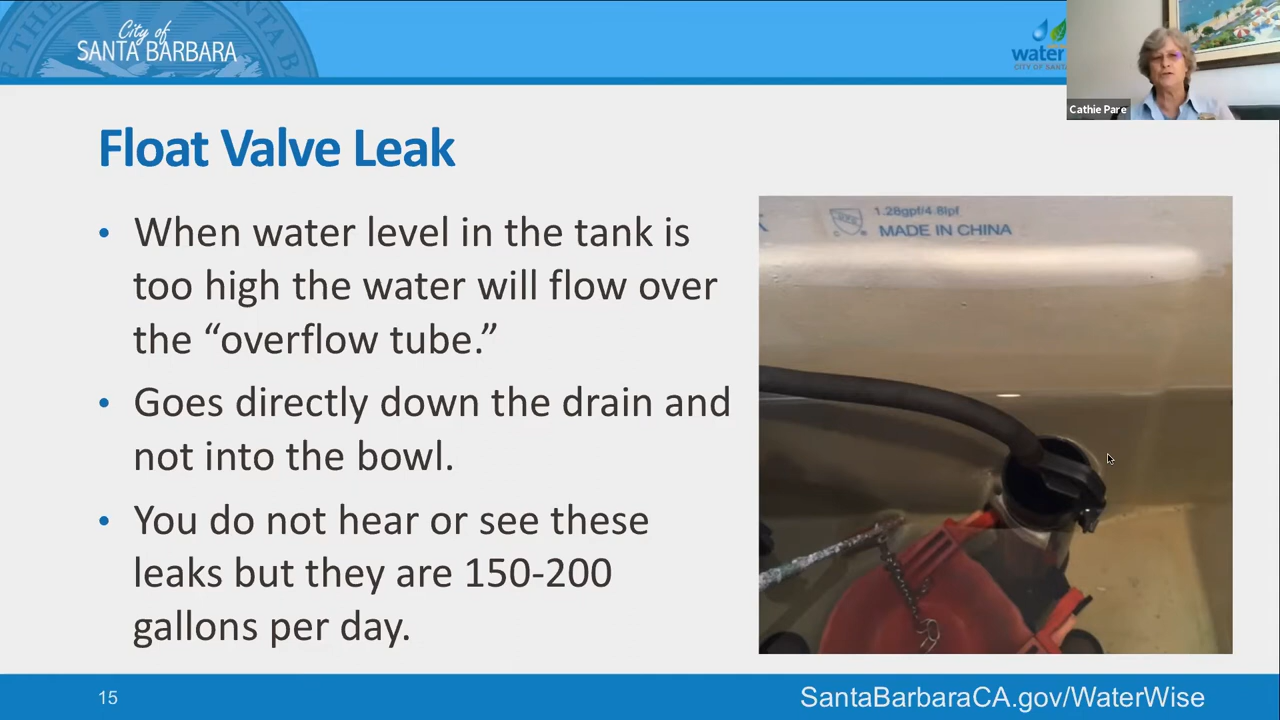 City of
SANTA BARBARA
water
CITY OF SANT
Cathie Pare
Float Valve Leak
• When water level in the tank is
too high the water will flow over
the “overflow tube.”
• Goes directly down the drain and
not into the bowl.
• You do not hear or see these
leaks but they are 150-200
gallons per day.
1.28gpf/4.8lpf
MADE IN CHINA
15
SantaBarbaraCA.gov/WaterWise